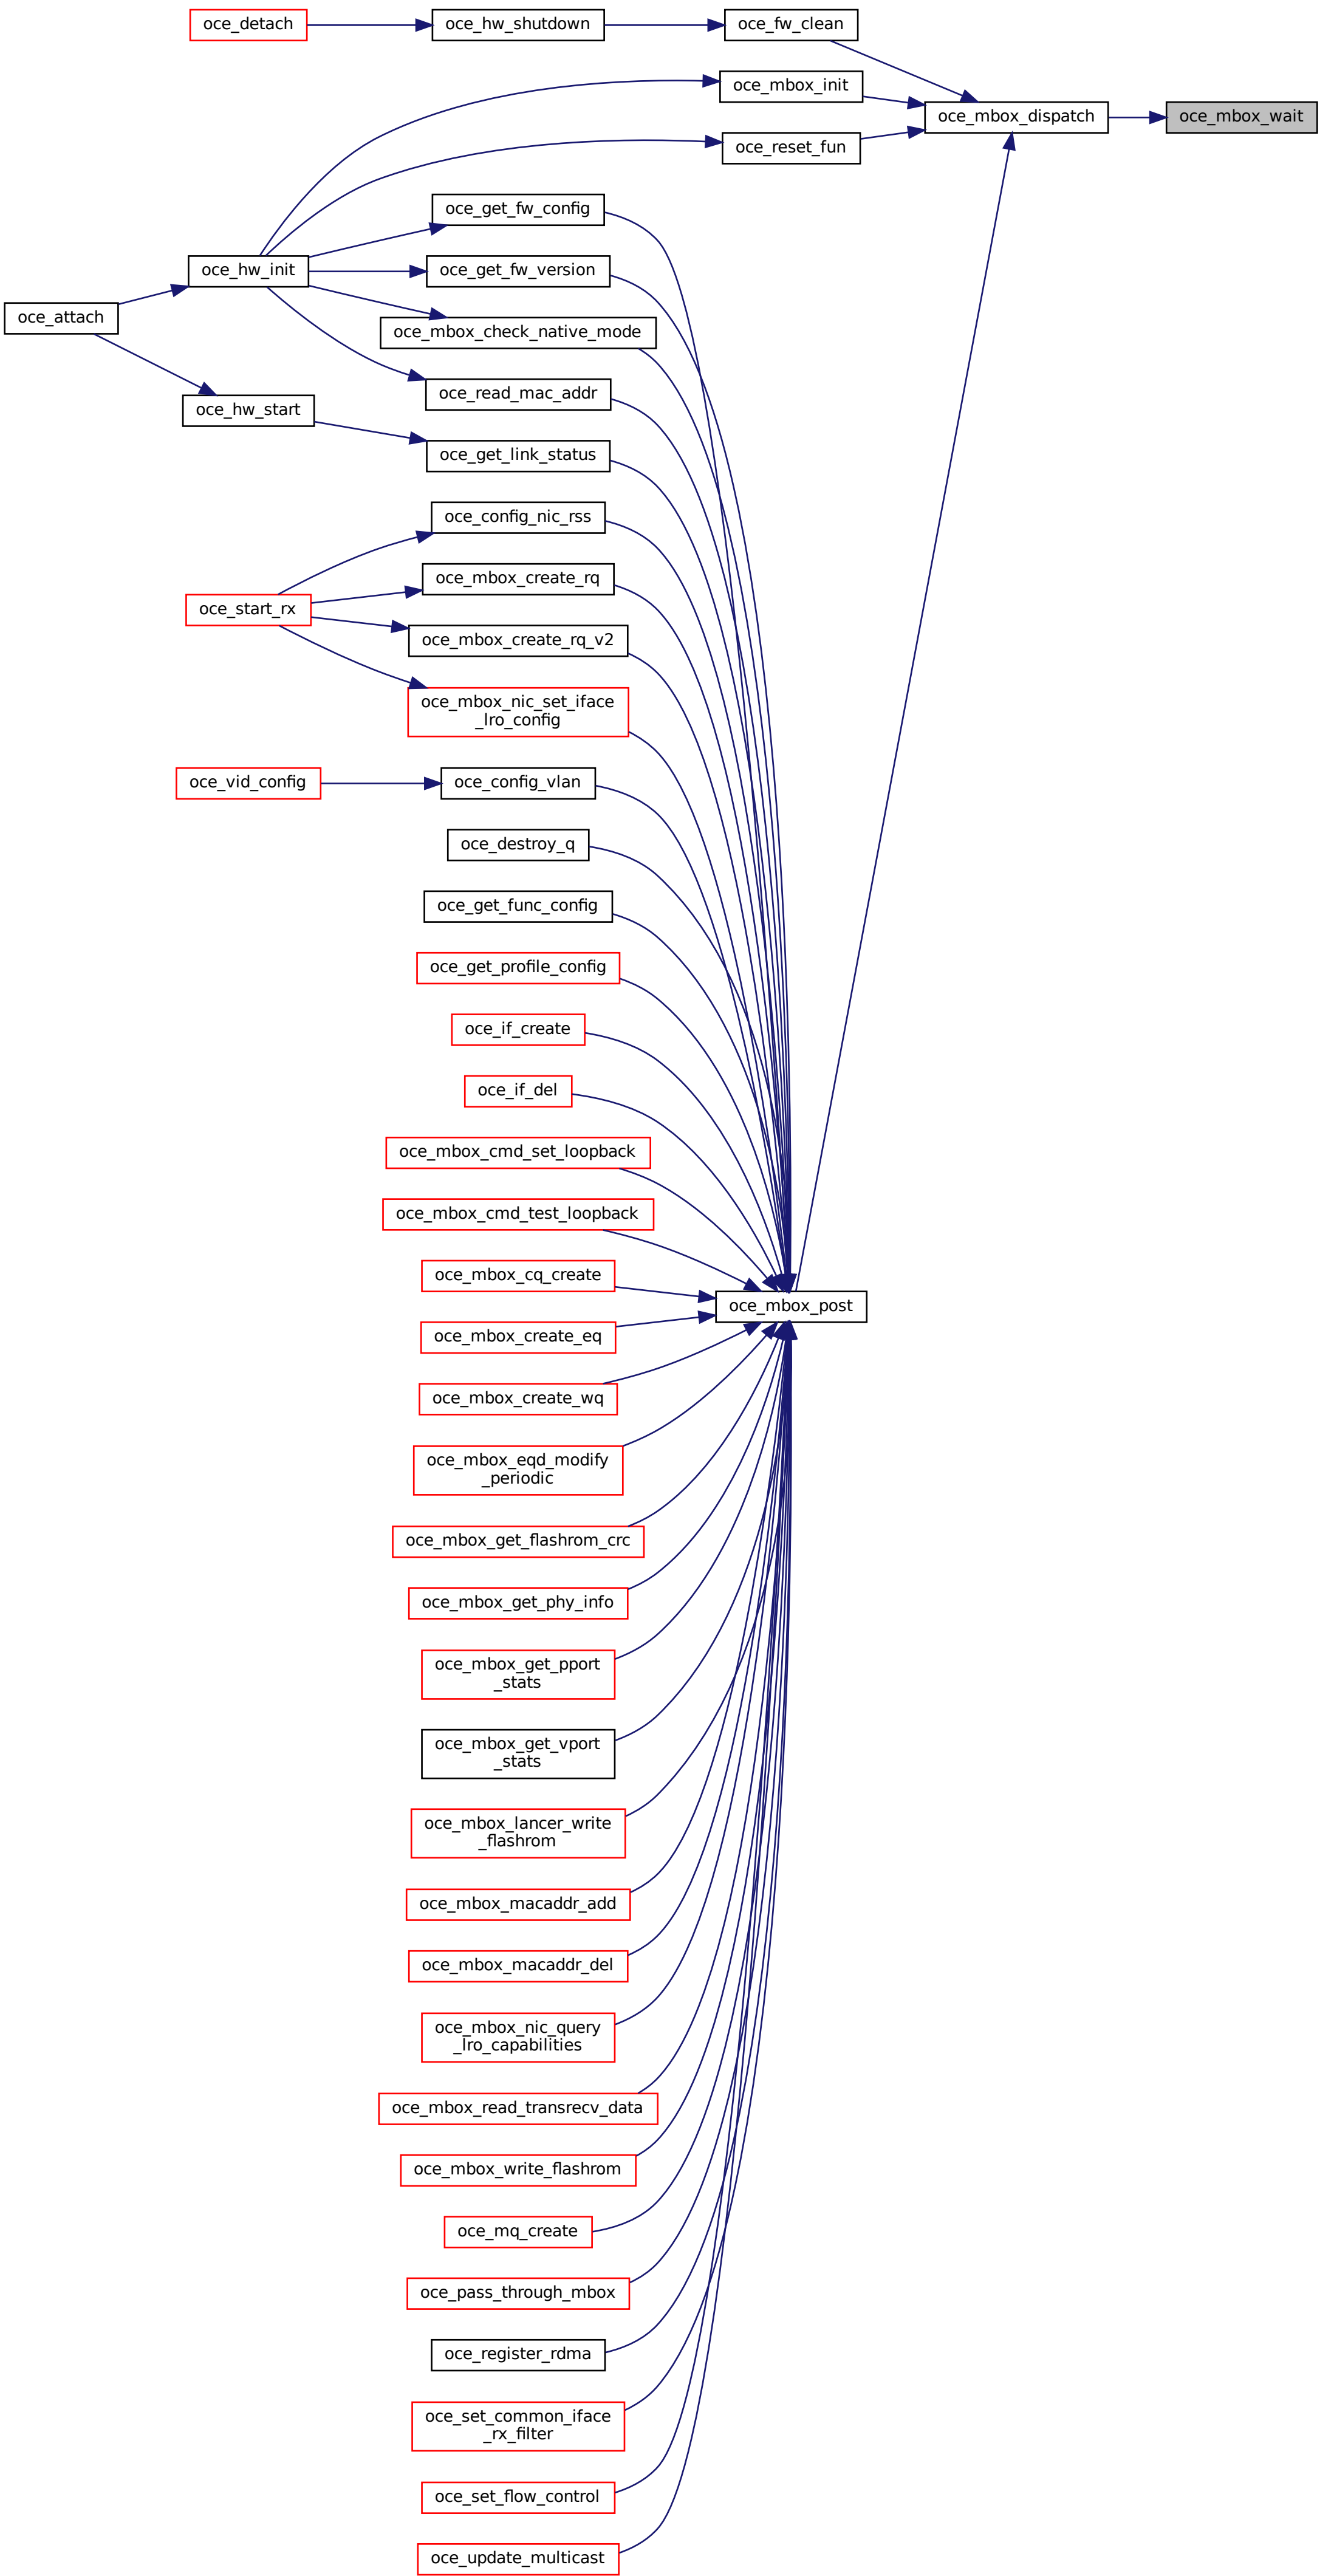 oce_detach
oce_hw_shutdown
oce_fw_clean
oce_mbox_init
oce_mbox_dispatch
oce_mbox_wait
oce_reset_fun
oce_get_fw_config
oce_hw_init
oce_get_fw_version
oce_attach
oce_mbox_check_native_mode
oce_read_mac_addr
oce_hw_start
oce_get_link_status
oce_config_nic_rss
oce_mbox_create_rq
oce_start_rx
oce_mbox_create_rq_v2
oce_mbox_nic_set_iface
_lro_config
oce_vid_config
oce_config_vlan
oce_destroy_q
oce_get_func_config
oce_get_profile_config
oce_if_create
oce_if_del
oce_mbox_cmd_set_loopback
oce_mbox_cmd_test_loopback
oce_mbox_cq_create
oce_mbox_post
oce_mbox_create_eq
oce_mbox_create_wq
oce_mbox_eqd_modify
_periodic
oce_mbox_get_flashrom_crc
oce_mbox_get_phy_info
oce_mbox_get_pport
_stats
oce_mbox_get_vport
_stats
oce_mbox_lancer_write
_flashrom
oce_mbox_macaddr_add
oce_mbox_macaddr_del
oce_mbox_nic_query
_lro_capabilities
oce_mbox_read_transrecv_data
oce_mbox_write_flashrom
oce_mq_create
oce_pass_through_mbox
oce_register_rdma
oce_set_common_iface
_rx_filter
oce_set_flow_control
oce_update_multicast